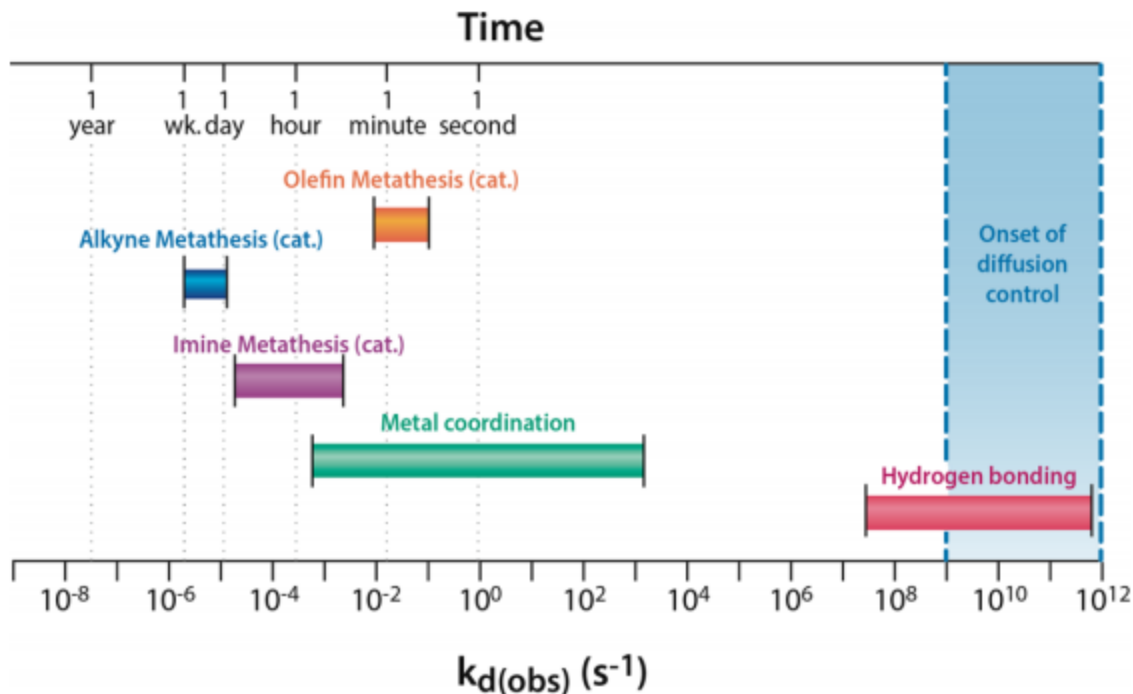 Time
1 1 1 1 1 1
year wk. day hour minute second
Olefin Metathesis (cat.)
Alkyne Metathesis (cat.)
Onset of
diffusion
control
Imine Metathesis (cat.)
Metal coordination
Hydrogen bonding
10⁻⁸ 10⁻⁶ 10⁻⁴ 10⁻² 10⁰ 10² 10⁴ 10⁶ 10⁸ 10¹⁰ 10¹²
k_d(obs) (s⁻¹)